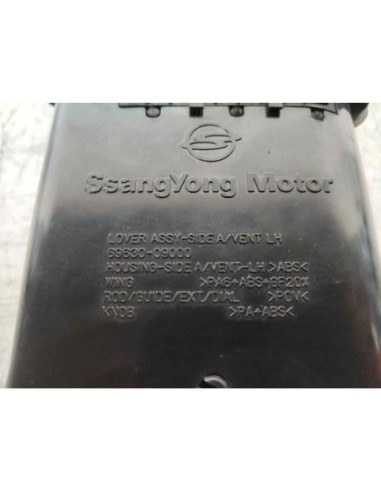 SsangYong Motor
LOVER ASSY-SIDE A/VENT LH
69630-09000
HOUSING-SIDE A/VENT-LH >ABS<
WING >PA6+ABS+GF20%
ROD/GUIDE/EXT/DIAL >POM<
KNOB >PA+ABS<